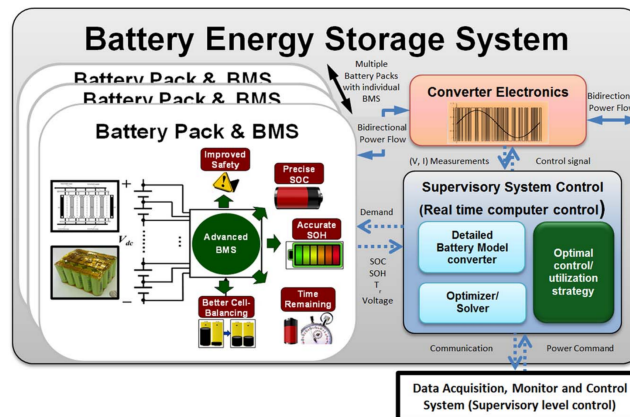 Battery Energy Storage System
Battery Pack & BMS
Battery Pack & BMS
Battery Pack & BMS
Multiple
Battery Packs
with individual
BMS
Converter Electronics
Bidirectional
Power Flow
Bidirectional
Power Flow
(V, I) Measurements
Control signal
Improved
Safety
Precise
SOC
Accurate
SOH
Advanced
BMS
Better Cell-
Balancing
Time
Remaining
+
Vdc
−
Demand
SOC
SOH
T,
Voltage
Supervisory System Control
(Real time computer control)
Detailed
Battery Model
converter
Optimizer/
Solver
Optimal
control/
utilization
strategy
Communication
Power Command
Data Acquisition, Monitor and Control
System (Supervisory level control)